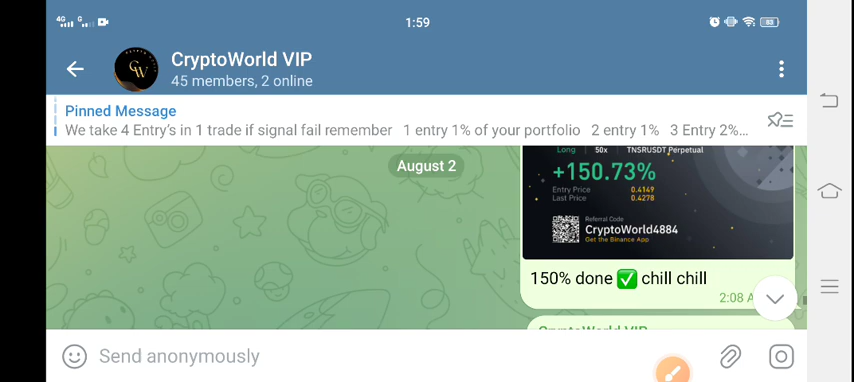 4G G 1:59 83
CryptoWorld VIP
45 members, 2 online
Pinned Message
We take 4 Entry's in 1 trade if signal fail remember 1 entry 1% of your portfolio 2 entry 1% 3 Entry 2%...
August 2
Long 50x TNSRUSDT Perpetual
+150.73%
Entry Price 0.4149
Last Price 0.4278
Referral Code
CryptoWorld4884
Get the Binance App
150% done ✅ chill chill
2:08 A
CryptoWorld VIP
Send anonymously